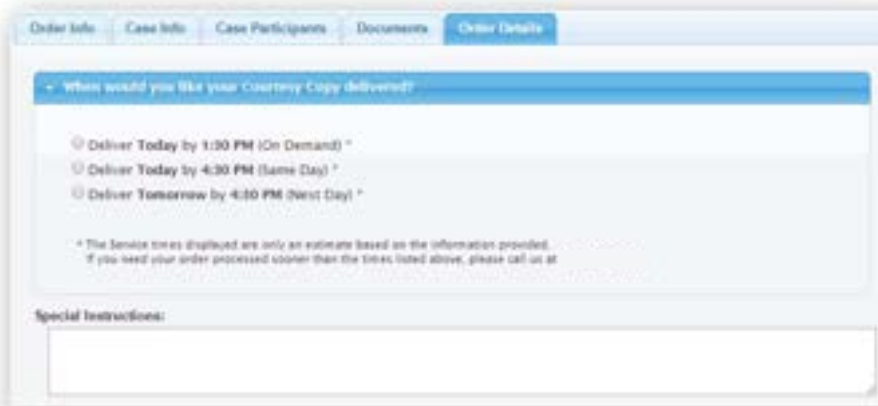 Order Info Case Info Case Participants Documents Order Details
When would you like your Courtesy Copy delivered?
Deliver Today by 1:30 PM (On Demand) *
Deliver Today by 4:30 PM (Same Day) *
Deliver Tomorrow by 4:30 PM (Next Day) *
* The Service times displayed are only an estimate based on the information provided.
If you need your order processed sooner than the times listed above, please call us at
Special Instructions: